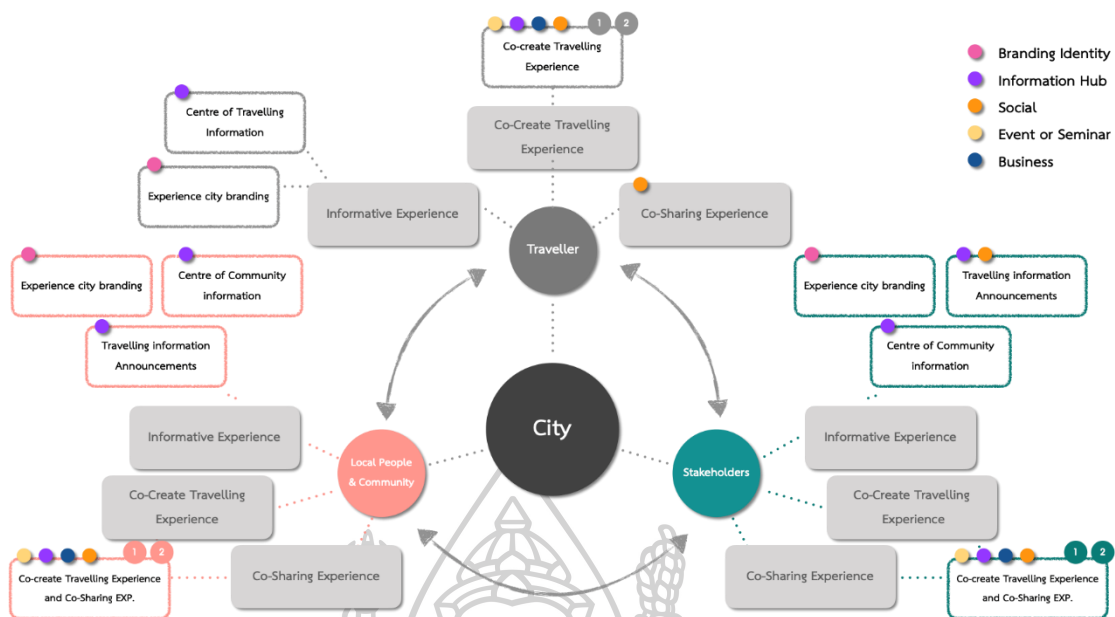 1 2
Co-create Travelling
Experience
Branding Identity
Information Hub
Social
Event or Seminar
Business
Centre of Travelling
Information
Co-Create Travelling
Experience
Experience city branding
Informative Experience
Co-Sharing Experience
Traveller
Experience city branding
Centre of Community
information
Travelling information
Announcements
Experience city branding
Travelling information
Announcements
Centre of Community
information
City
Informative Experience
Local People
& Community
Co-Create Travelling
Experience
Co-Sharing Experience
1 2
Co-create Travelling Experience
and Co-Sharing EXP.
Stakeholders
Informative Experience
Co-Create Travelling
Experience
Co-Sharing Experience
1 2
Co-create Travelling Experience
and Co-Sharing EXP.